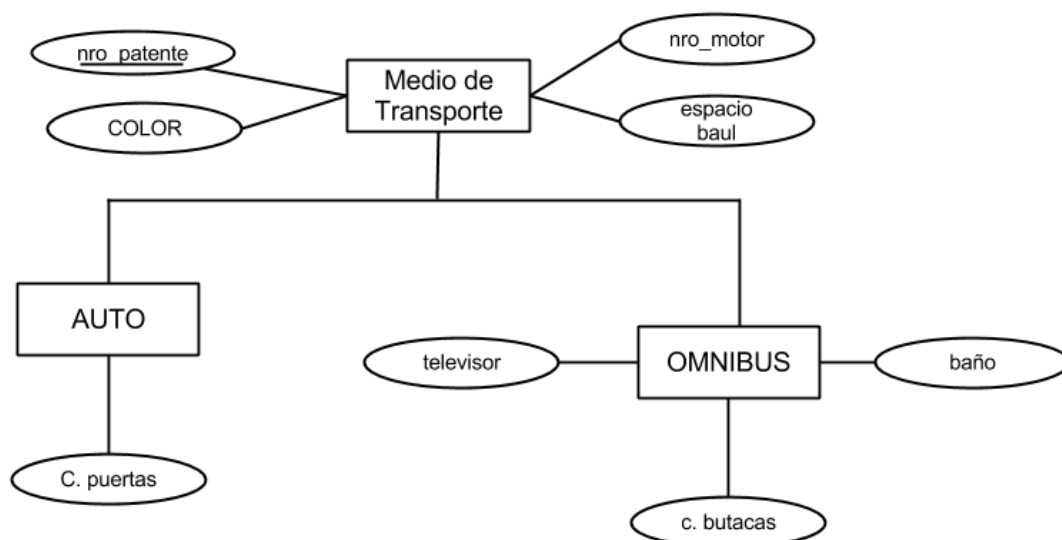 nro_patente
nro_motor
Medio de
Transporte
COLOR
espacio
baul
AUTO
televisor
OMNIBUS
baño
C. puertas
c. butacas